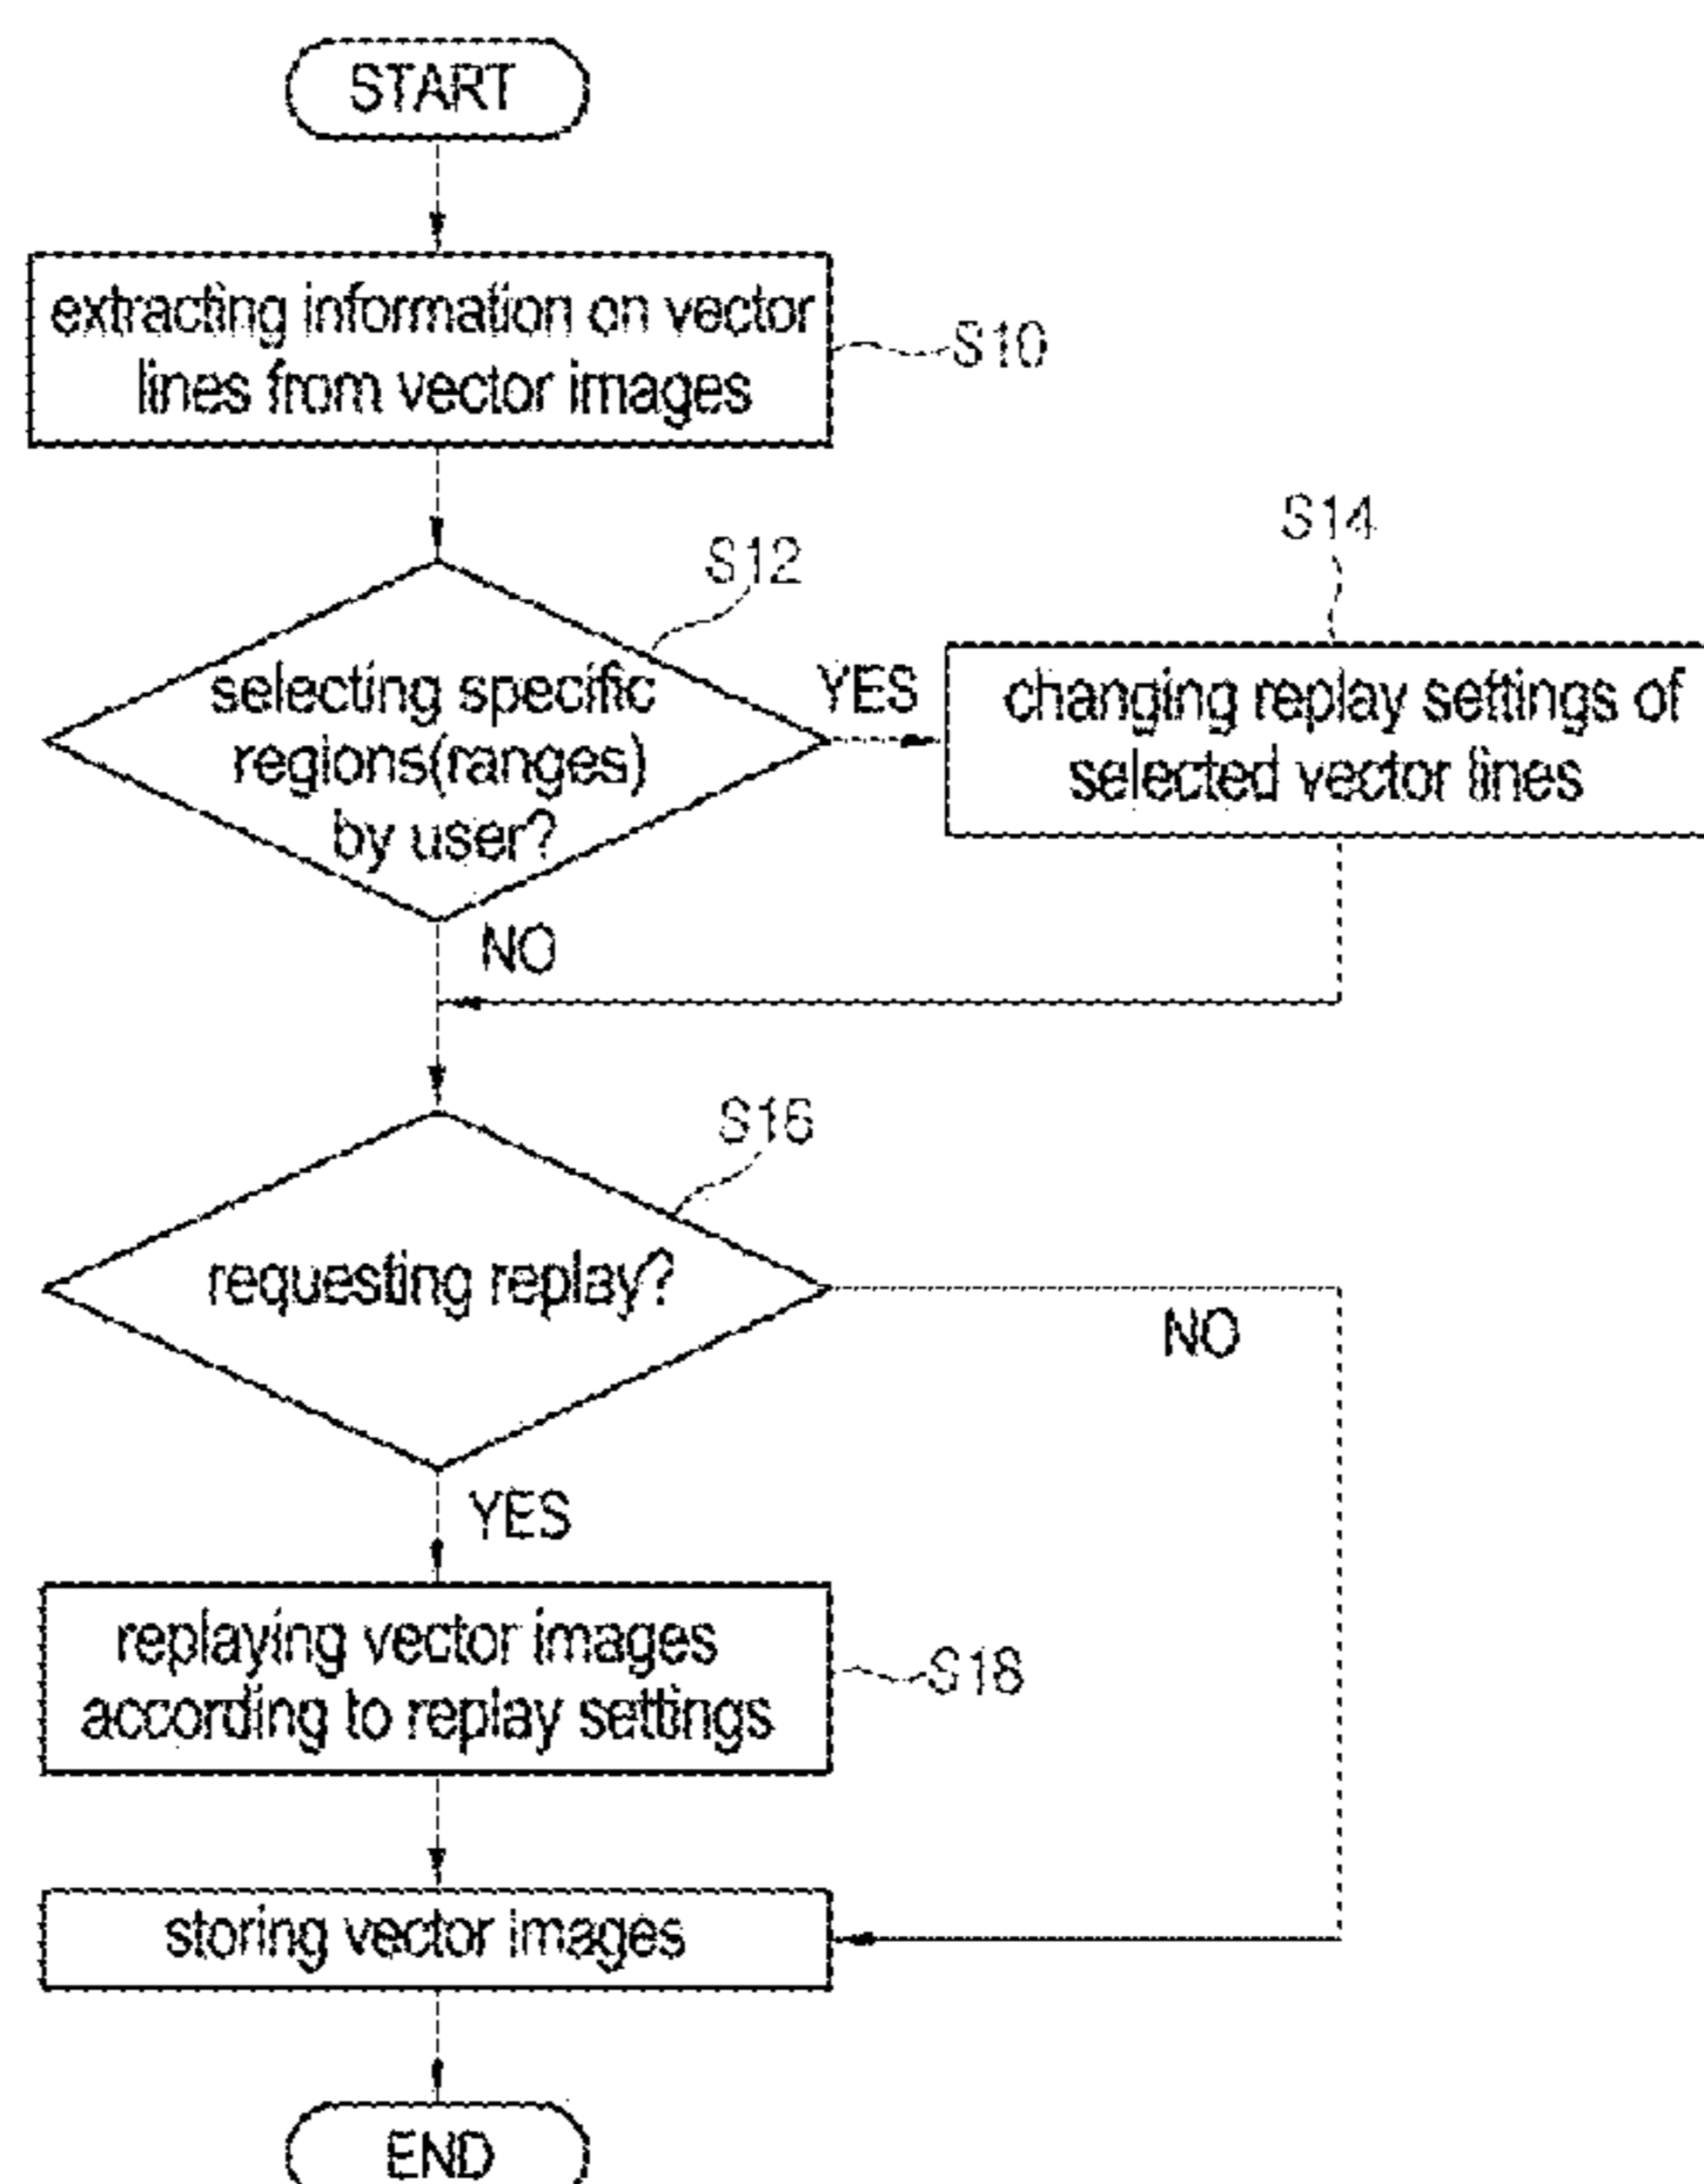 START
extracting information on vector
lines from vector images
S10
S12
S14
selecting specific
regions(ranges)
by user?
YES
changing replay settings of
selected vector lines
NO
S16
requesting replay?
NO
YES
replaying vector images
according to replay settings
S18
storing vector images
END